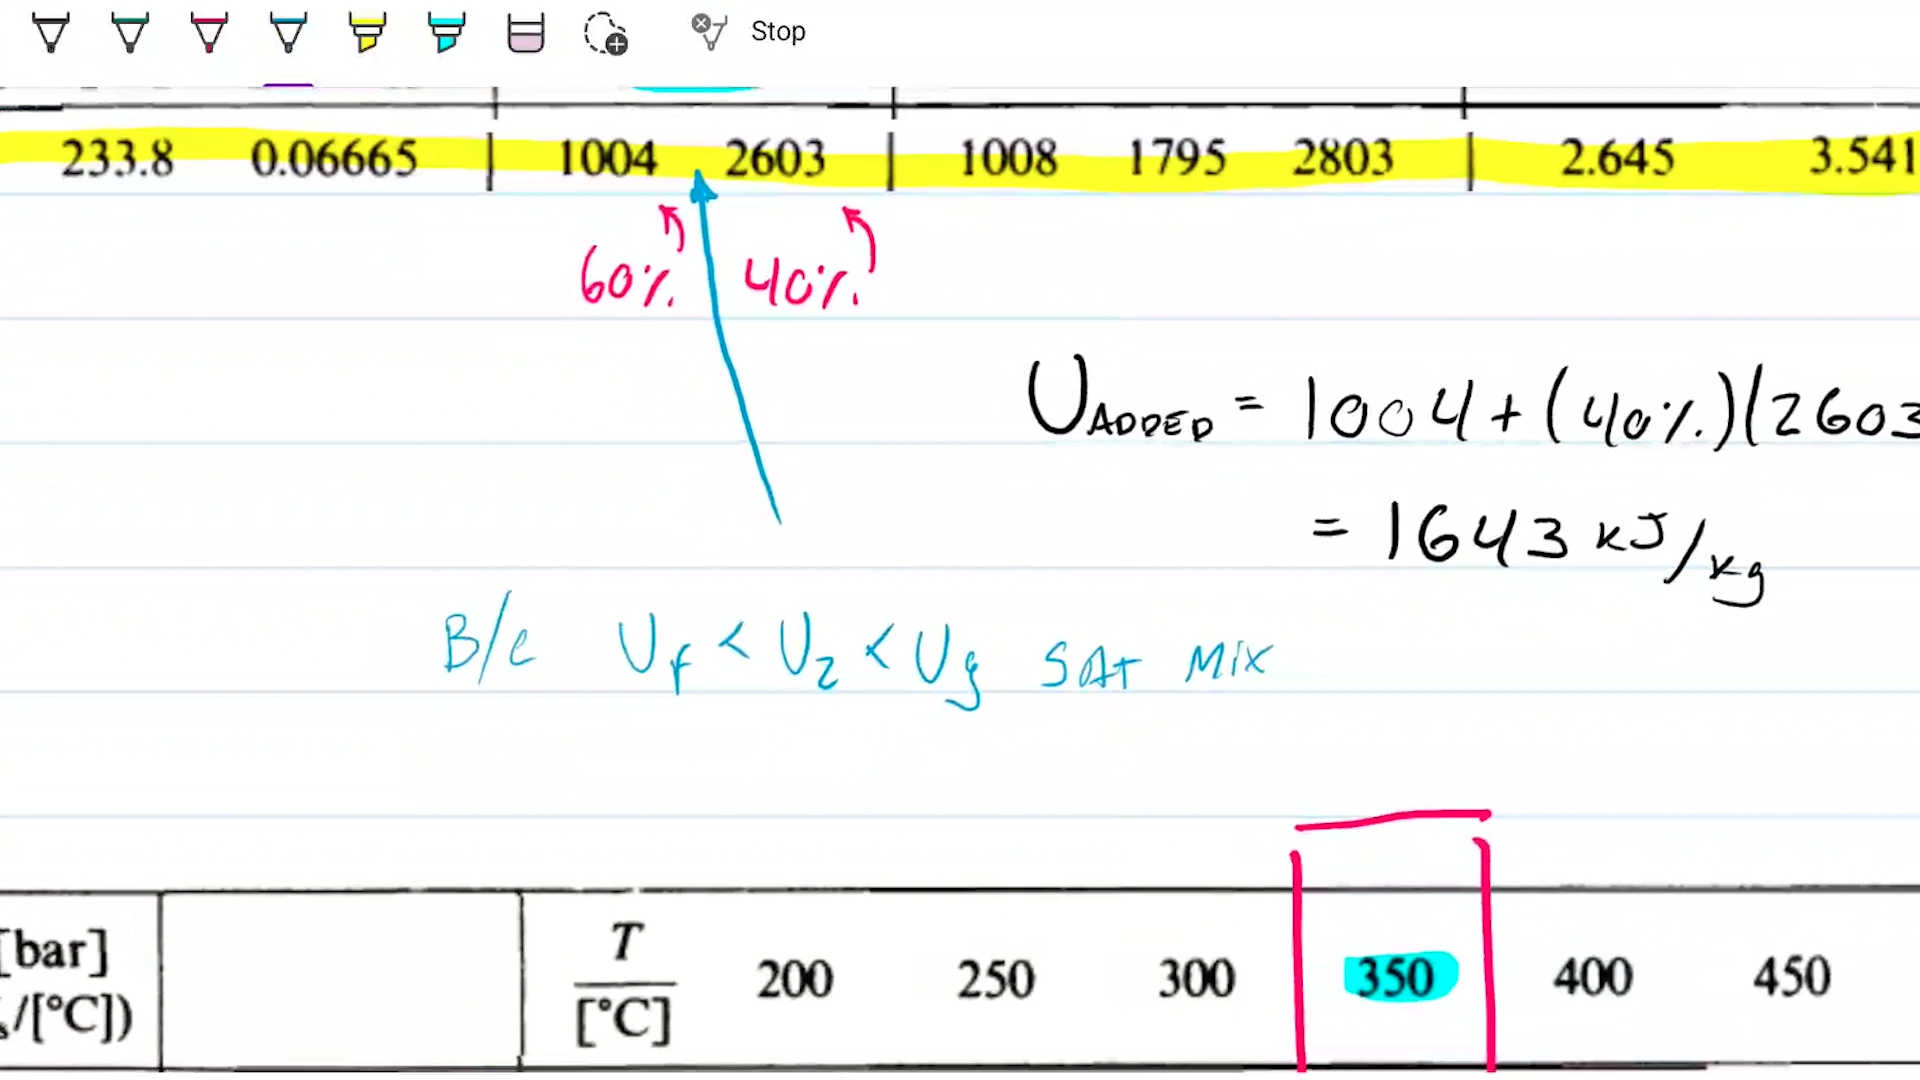 Stop
233.8 0.06665 1004 2603 1008 1795 2803 2.645 3.541
60% 40%
UADDED = 1004 + (40%)(2603
= 1643 kJ/kg
B/C Uf < U2 < Ug SAT MIX
[bar] T/[°C] 200 250 300 350 400 450
/[°C])